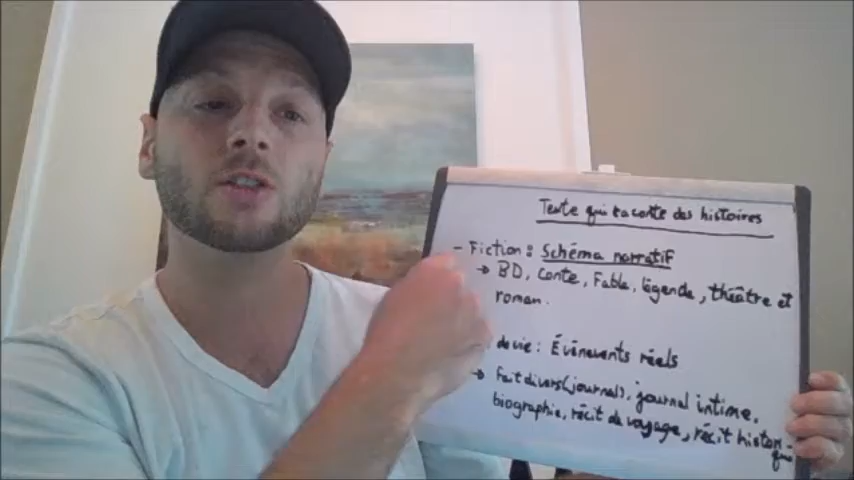 Texte qui raconte des histoires
- Fiction : Schéma narratif
→ BD, Conte, Fable, légende, théâtre et
roman.
de vie : Événements réels
→ fait divers (journal), journal intime,
biographie, récit de voyage, récit histori-
que